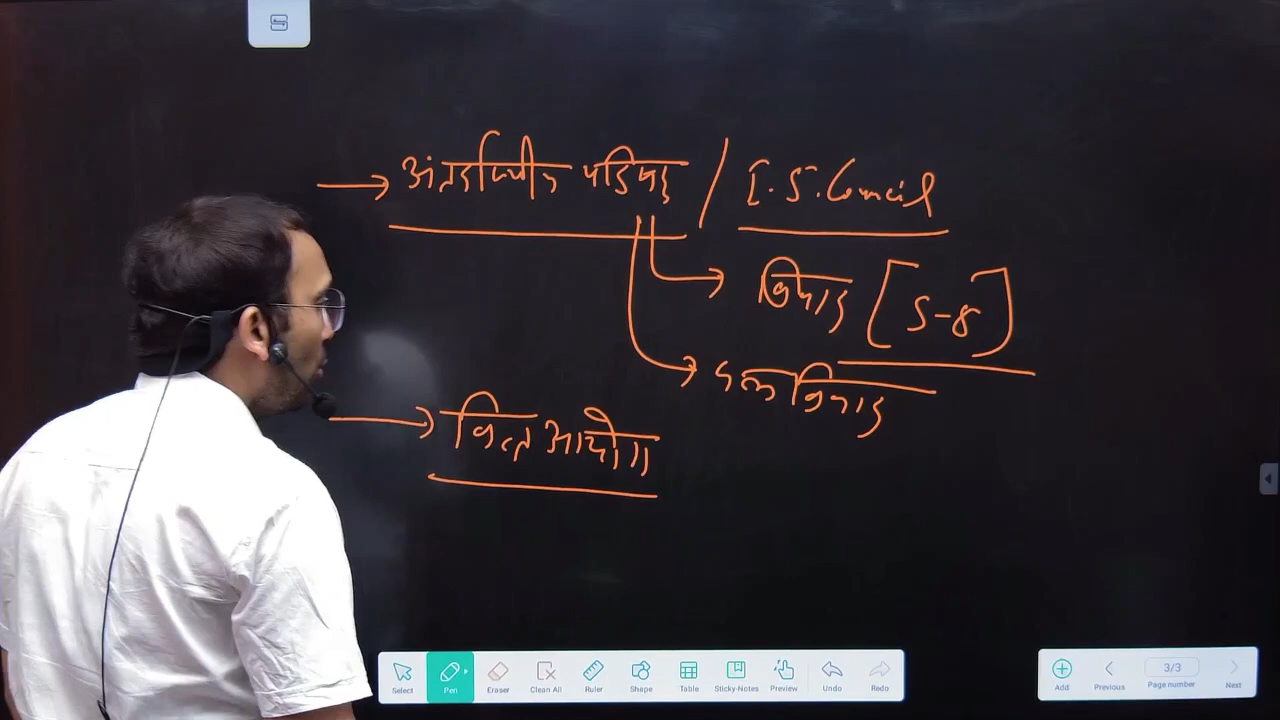 → अंतर्राज्यीय परिषद / I.S. Council
→ विवाद [5-8]
→ जल विवाद
→ वित्त आयोग
Select Pen Eraser Clean All Ruler Shape Table Sticky-Notes Preview Undo Redo
Add Previous 3/3 Page number Next